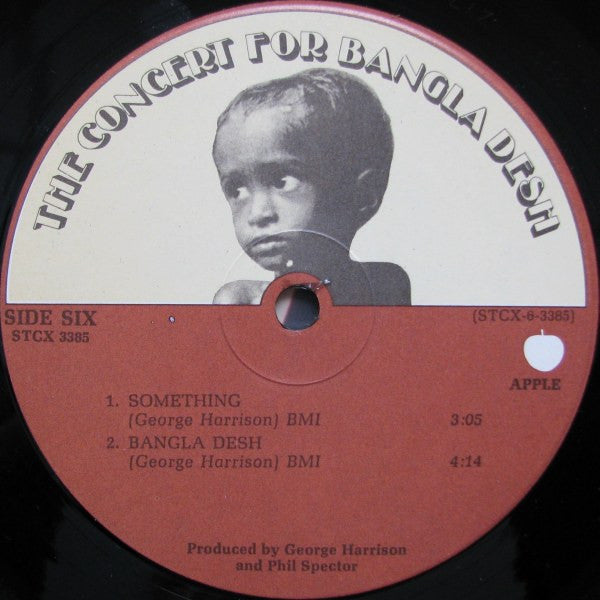 THE CONCERT FOR BANGLA DESH
SIDE SIX
STCX 3385
(STCX-6-3385)
APPLE
1. SOMETHING
(George Harrison) BMI 3:05
2. BANGLA DESH
(George Harrison) BMI 4:14
Produced by George Harrison
and Phil Spector